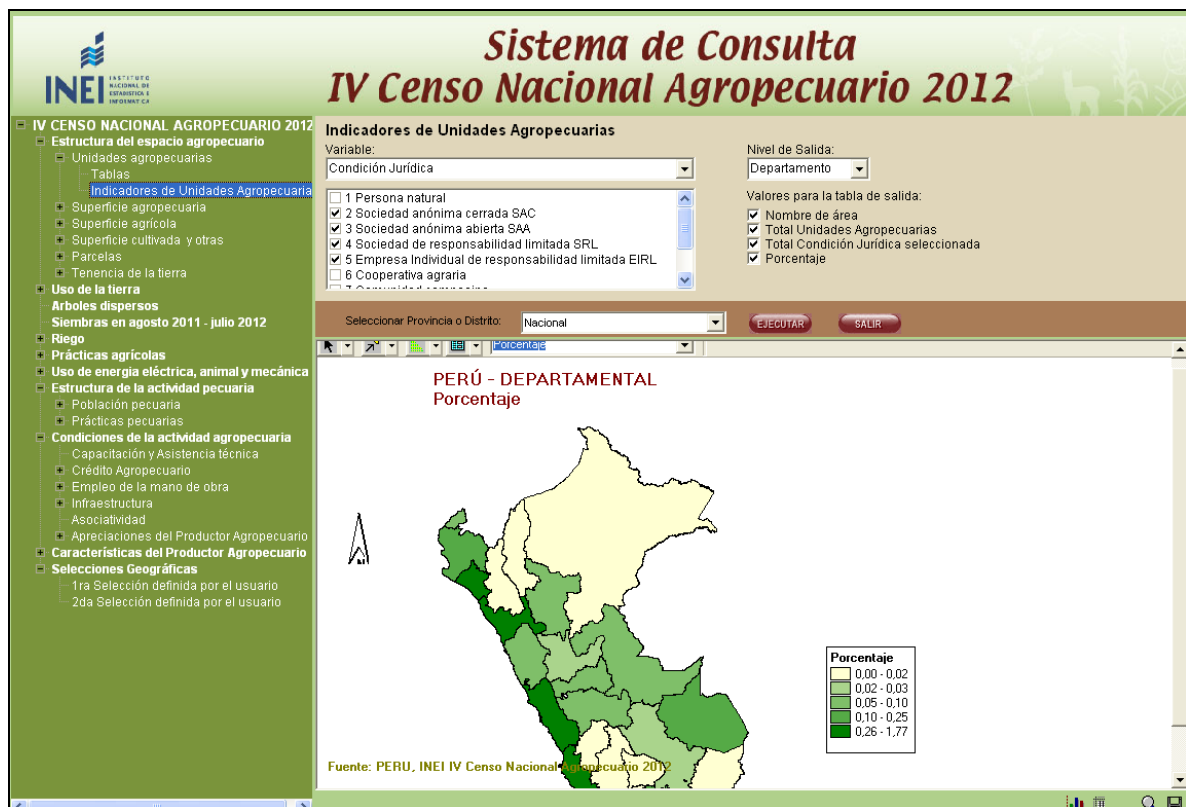 Sistema de Consulta
IV Censo Nacional Agropecuario 2012
INEI
INSTITUTO
NACIONAL DE
ESTADISTICA E
INFORMATICA
IV CENSO NACIONAL AGROPECUARIO 2012
Estructura del espacio agropecuario
Unidades agropecuarias
Tablas
Indicadores de Unidades Agropecuaria
Superficie agropecuaria
Superficie agrícola
Superficie cultivada y otras
Parcelas
Tenencia de la tierra
Uso de la tierra
Arboles dispersos
Siembras en agosto 2011 - julio 2012
Riego
Prácticas agrícolas
Uso de energia eléctrica, animal y mecánica
Estructura de la actividad pecuaria
Población pecuaria
Prácticas pecuarias
Condiciones de la actividad agropecuaria
Capacitación y Asistencia técnica
Crédito Agropecuario
Empleo de la mano de obra
Infraestructura
Asociatividad
Apreciaciones del Productor Agropecuario
Características del Productor Agropecuario
Selecciones Geográficas
1ra Selección definida por el usuario
2da Selección definida por el usuario
Indicadores de Unidades Agropecuarias
Variable:
Condición Jurídica
1 Persona natural
2 Sociedad anónima cerrada SAC
3 Sociedad anónima abierta SAA
4 Sociedad de responsabilidad limitada SRL
5 Empresa Individual de responsabilidad limitada EIRL
6 Cooperativa agraria
Nivel de Salida:
Departamento
Valores para la tabla de salida:
Nombre de área
Total Unidades Agropecuarias
Total Condición Jurídica seleccionada
Porcentaje
Seleccionar Provincia o Distrito:
Nacional
EJECUTAR
SALIR
Porcentaje
PERÚ - DEPARTAMENTAL
Porcentaje
N
Porcentaje
0,00 - 0,02
0,02 - 0,03
0,05 - 0,10
0,10 - 0,25
0,26 - 1,77
Fuente: PERU, INEI IV Censo Nacional Agropecuario 2012